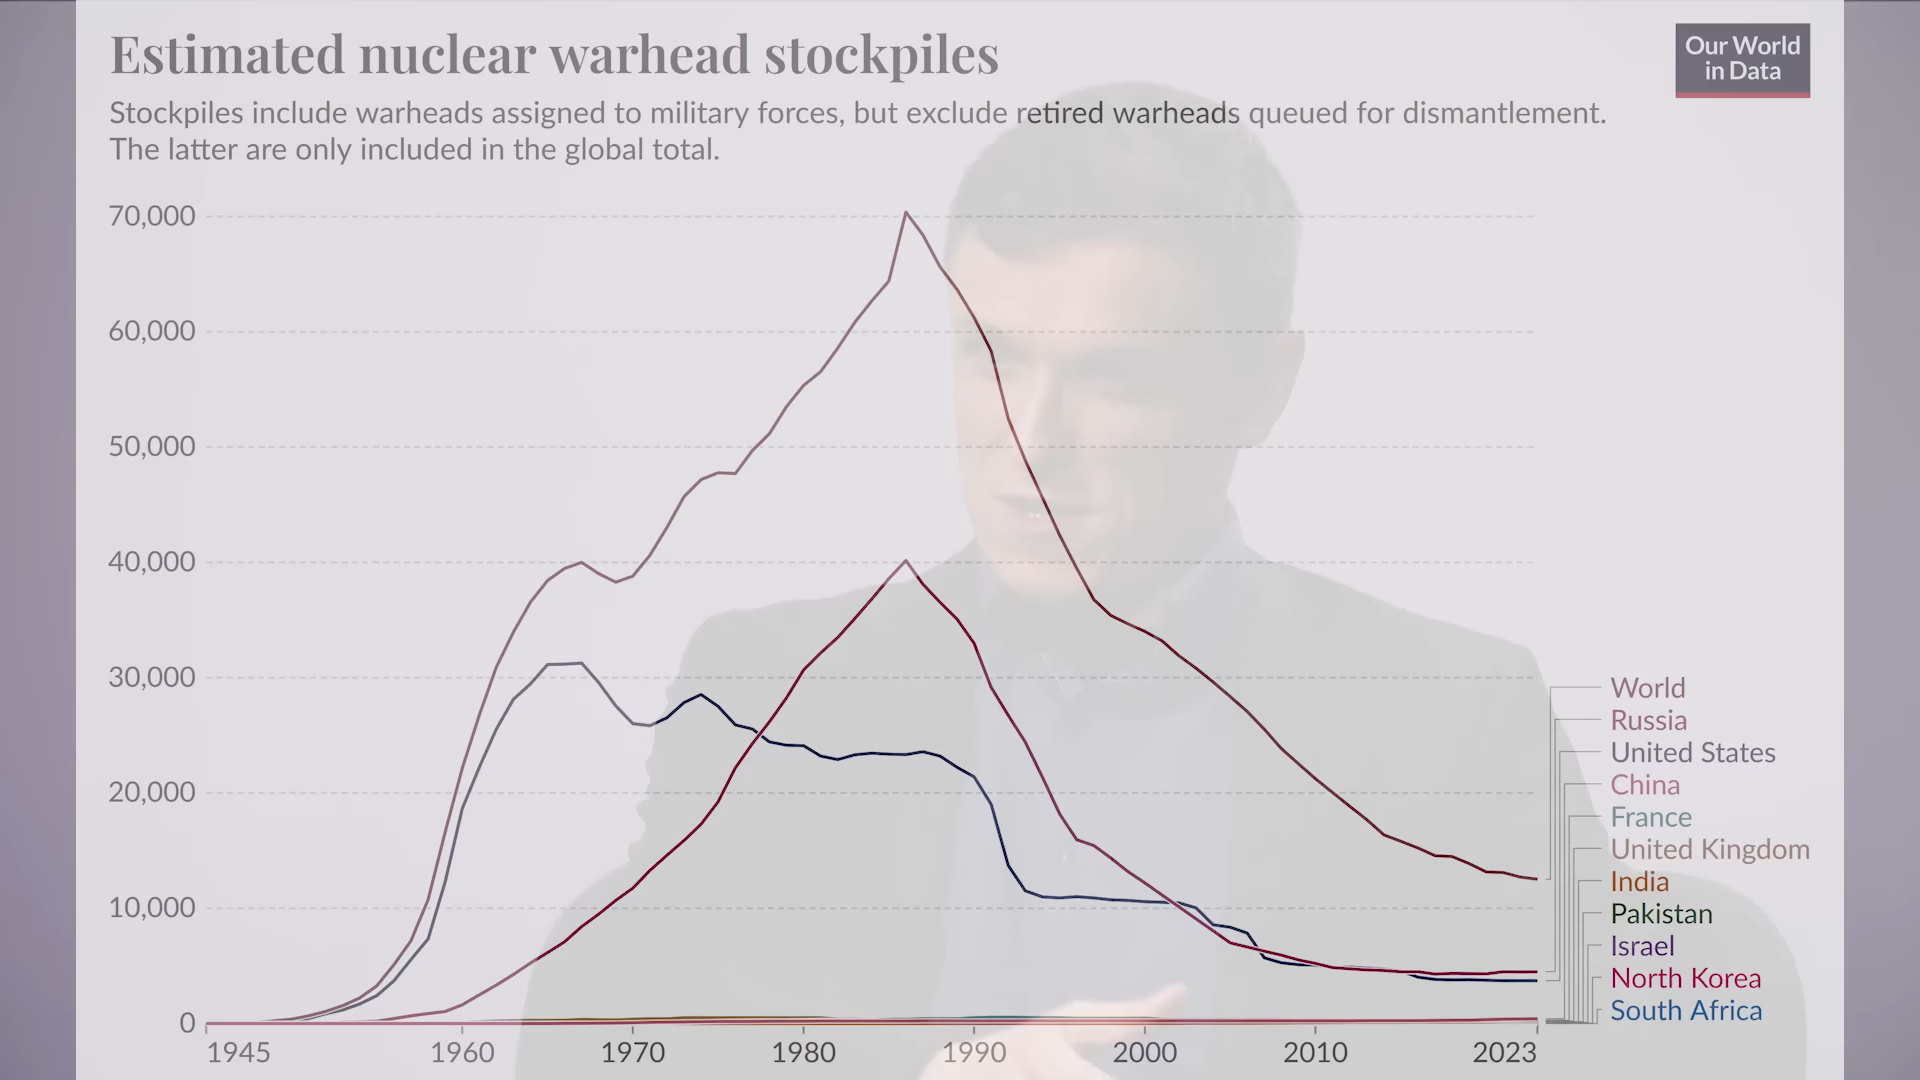 Estimated nuclear warhead stockpiles
Our World
in Data
Stockpiles include warheads assigned to military forces, but exclude retired warheads queued for dismantlement.
The latter are only included in the global total.
70,000
60,000
50,000
40,000
30,000
20,000
10,000
0
1945
1960
1970
1980
1990
2000
2010
2023
World
Russia
United States
China
France
United Kingdom
India
Pakistan
Israel
North Korea
South Africa